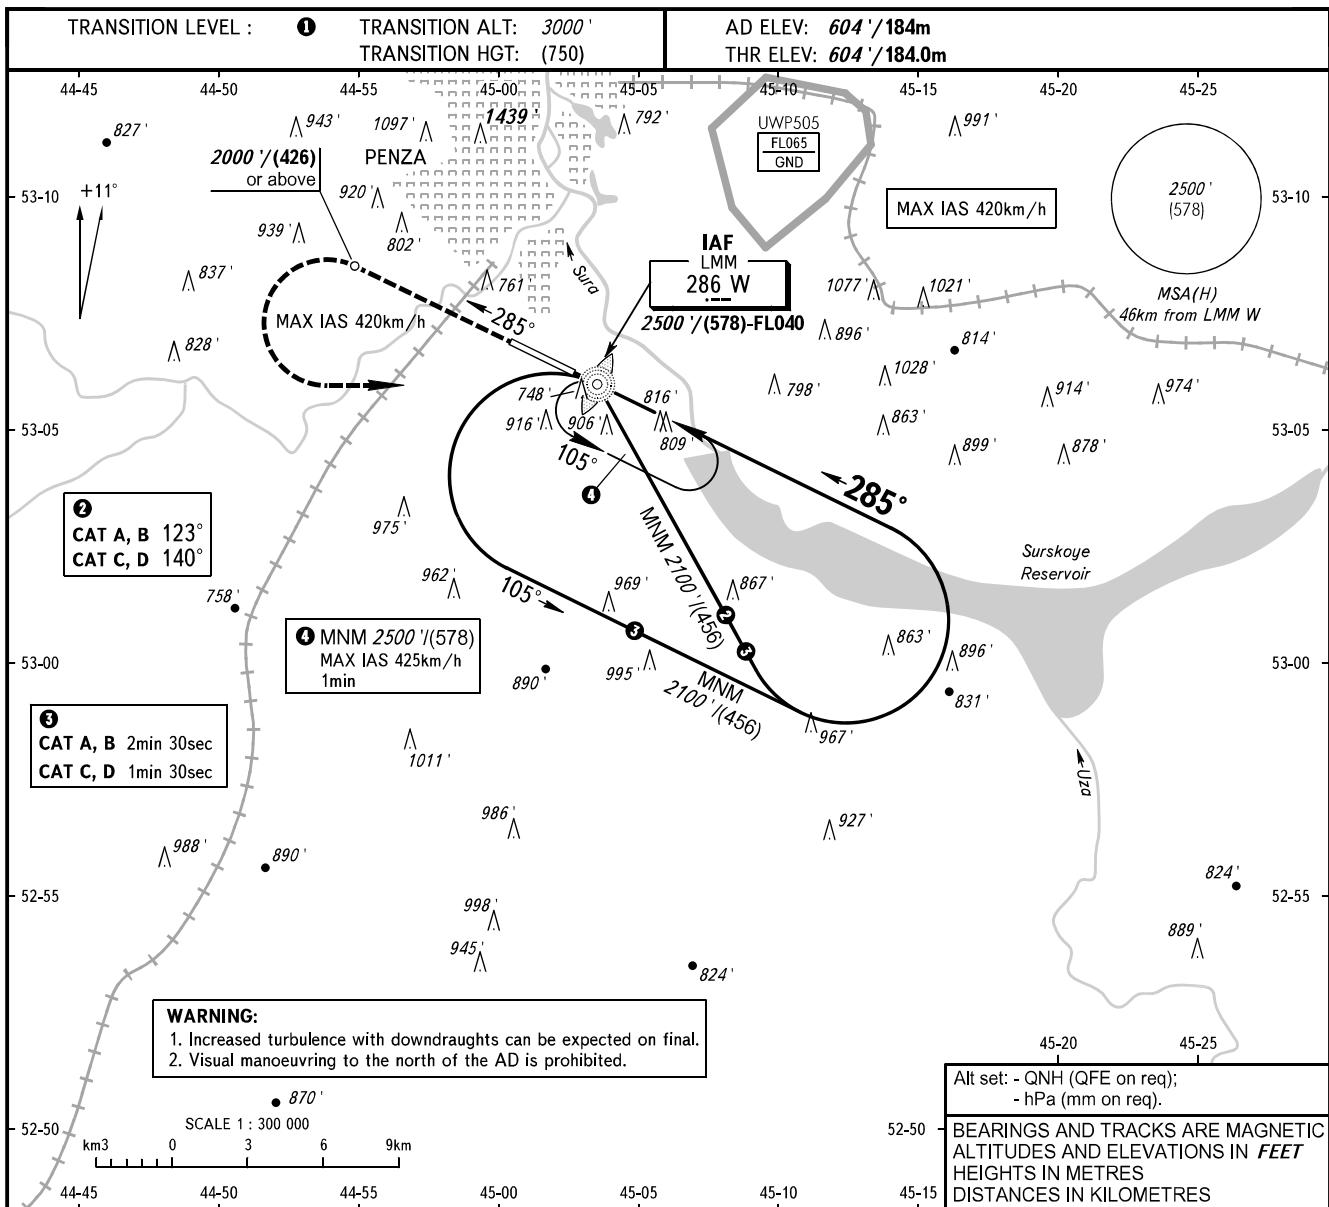 TRANSITION LEVEL : ❶ TRANSITION ALT: 3000 '
TRANSITION HGT: (750)
AD ELEV: 604 '/184m
THR ELEV: 604 '/184.0m
44-45 44-50 44-55 45-00 45-05 45-10 45-15 45-20 45-25
827 '
943 '
1097 '
1439 '
792 '
991 '
UWP505
FL065
GND
PENZA
2000 '/(426)
or above
+11°
53-10
920 '
939 '
802 '
MAX IAS 420km/h
2500 '
(578)
53-10
MSA(H)
46km from LMM W
IAF
LMM
286 W
2500 '/(578)-FL040
Sura
837 '
761 '
1077 '
1021 '
MAX IAS 420km/h
285°
896 '
814 '
828 '
1028 '
798 '
914 '
974 '
748 '
816 '
916 '
906 '
809 '
863 '
53-05
53-05
899 '
878 '
105°
❹
285°
❷
CAT A, B 123°
CAT C, D 140°
975 '
MNM 2100 '/(456)
Surskoye
Reservoir
962 '
969 '
867 '
105°
758 '
❷
❸
❸
863 '
896 '
❹ MNM 2500 '/(578)
MAX IAS 425km/h
1min
53-00
53-00
890 '
995 '
MNM
2100 '/(456)
831 '
967 '
❸
CAT A, B 2min 30sec
CAT C, D 1min 30sec
1011 '
Uza
986 '
927 '
988 '
890 '
824 '
52-55
52-55
998 '
945 '
889 '
824 '
WARNING:
1. Increased turbulence with downdraughts can be expected on final.
2. Visual manoeuvring to the north of the AD is prohibited.
45-20 45-25
870 '
SCALE 1 : 300 000
km3 0 3 6 9km
52-50
52-50
44-45 44-50 44-55 45-00 45-05 45-10 45-15
Alt set: - QNH (QFE on req);
- hPa (mm on req).
BEARINGS AND TRACKS ARE MAGNETIC
ALTITUDES AND ELEVATIONS IN FEET
HEIGHTS IN METRES
DISTANCES IN KILOMETRES